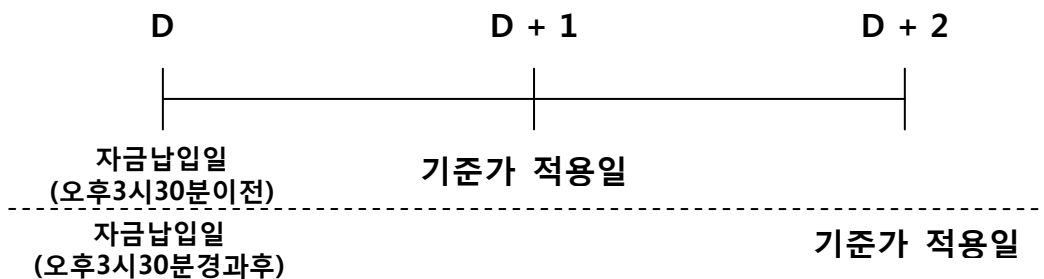 D D + 1 D + 2
자금납입일
(오후3시30분이전)
기준가 적용일
자금납입일
(오후3시30분경과후)
기준가 적용일